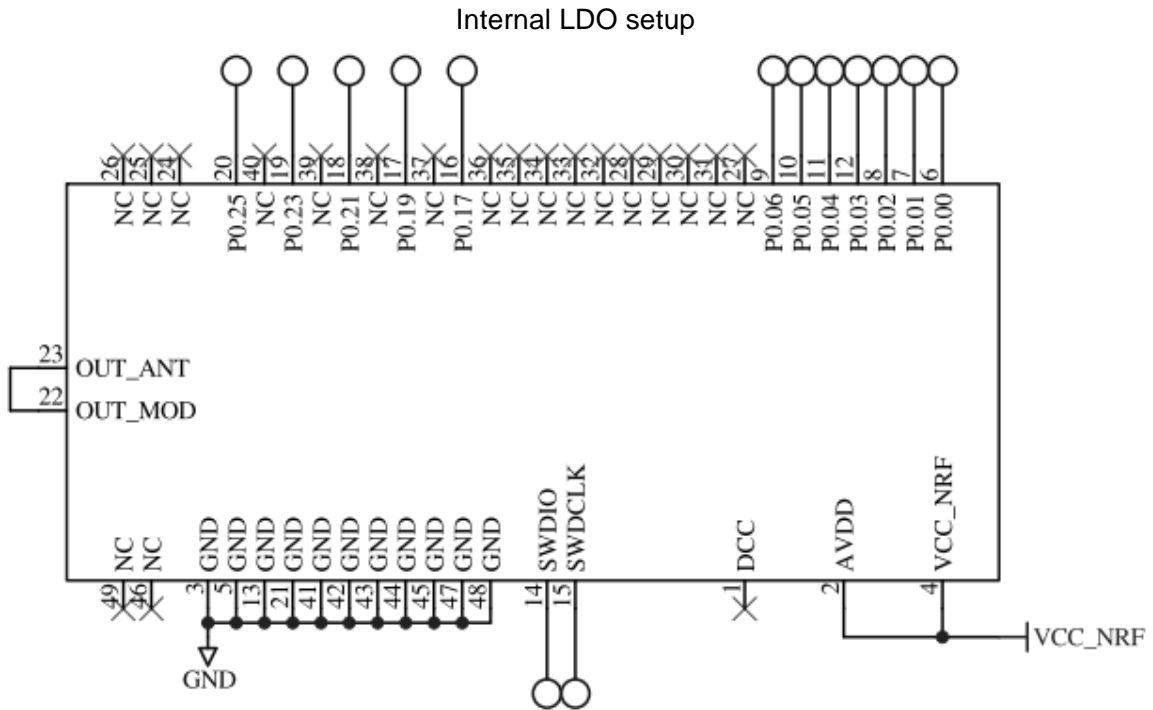 Internal LDO setup
26 25 24 20 40 19 39 18 38 17 37 16 36 35 34 33 32 28 29 30 31 27 9 10 11 12 8 7 6
NC NC NC P0.25 NC P0.23 NC P0.21 NC P0.19 NC P0.17 NC NC NC NC NC NC NC NC NC NC P0.06 P0.05 P0.04 P0.03 P0.02 P0.01 P0.00
23 OUT_ANT
22 OUT_MOD
NC NC GND GND GND GND GND GND GND GND GND GND GND SWDIO SWDCLK DCC AVDD VCC_NRF
49 46 3 5 13 21 41 42 43 44 45 47 48 14 15 1 2 4
VCC_NRF
GND